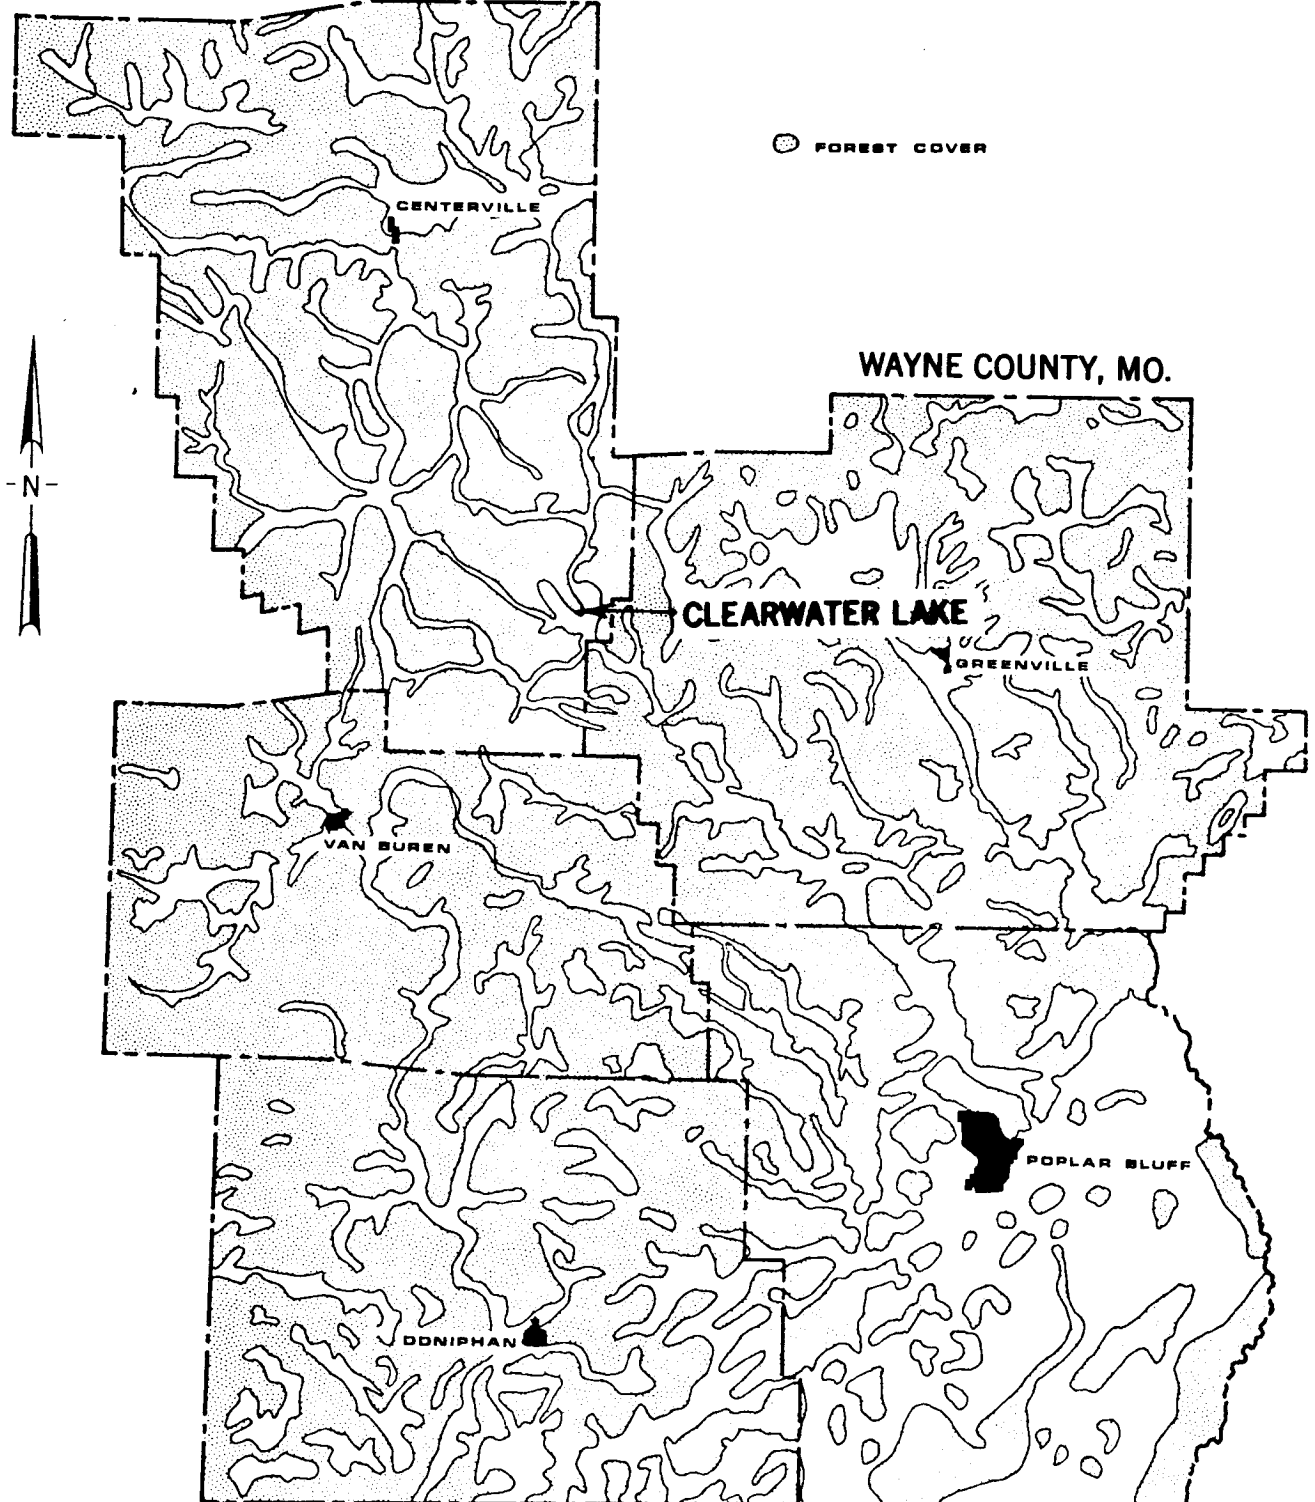 FOREST COVER
CENTERVILLE
WAYNE COUNTY, MO.
-N-
CLEARWATER LAKE
GREENVILLE
VAN BUREN
POPLAR BLUFF
DONIPHAN